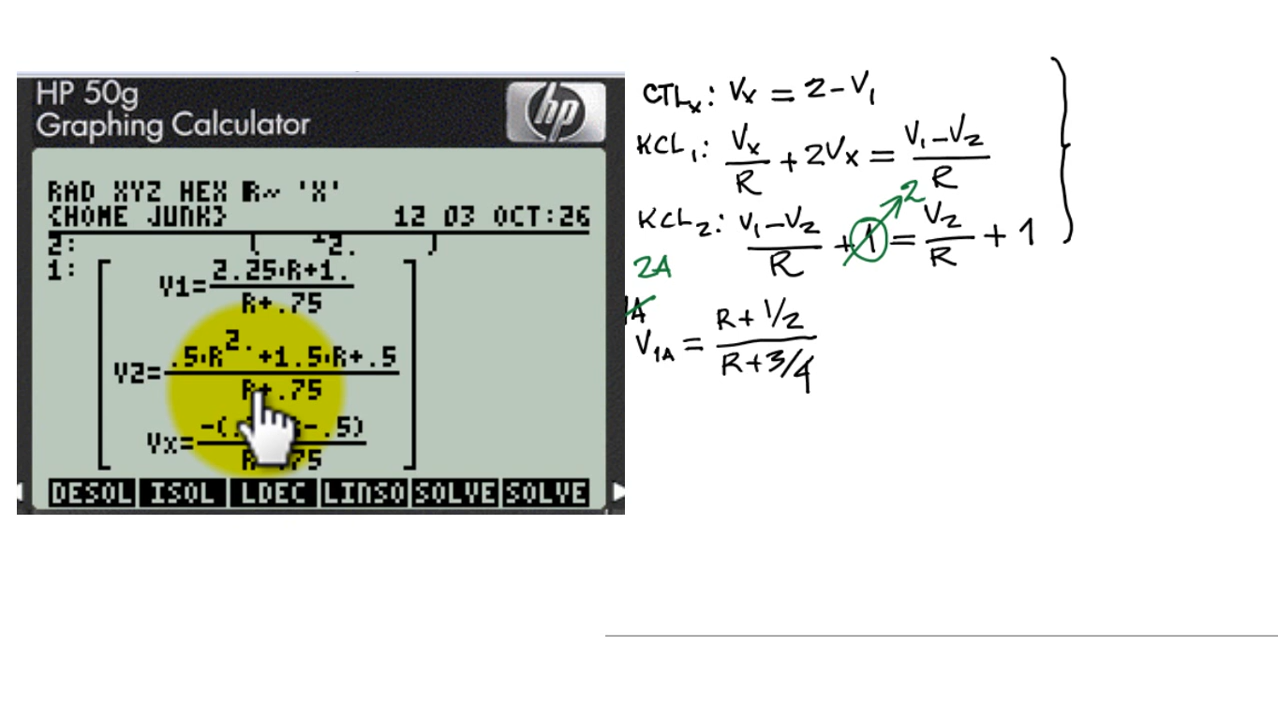 HP 50g
Graphing Calculator
hp
RAD XYZ HEX R~ 'X'
{HOME JUNK} 12 03 OCT:26
2:
1:
V1=(2.25·R+1.)/(R+.75)
V2=(.5·R^2.+1.5·R+.5)/(R+.75)
Vx=
DESOL ISOL LDEC LINSO SOLVE SOLVE
CTLx: Vx = 2 - V1
KCL1: Vx/R + 2Vx = (V1-V2)/R
2
KCL2: (V1-V2)/R + 1 = V2/R + 1
2A
1A
V1A = (R+1/2)/(R+3/4)